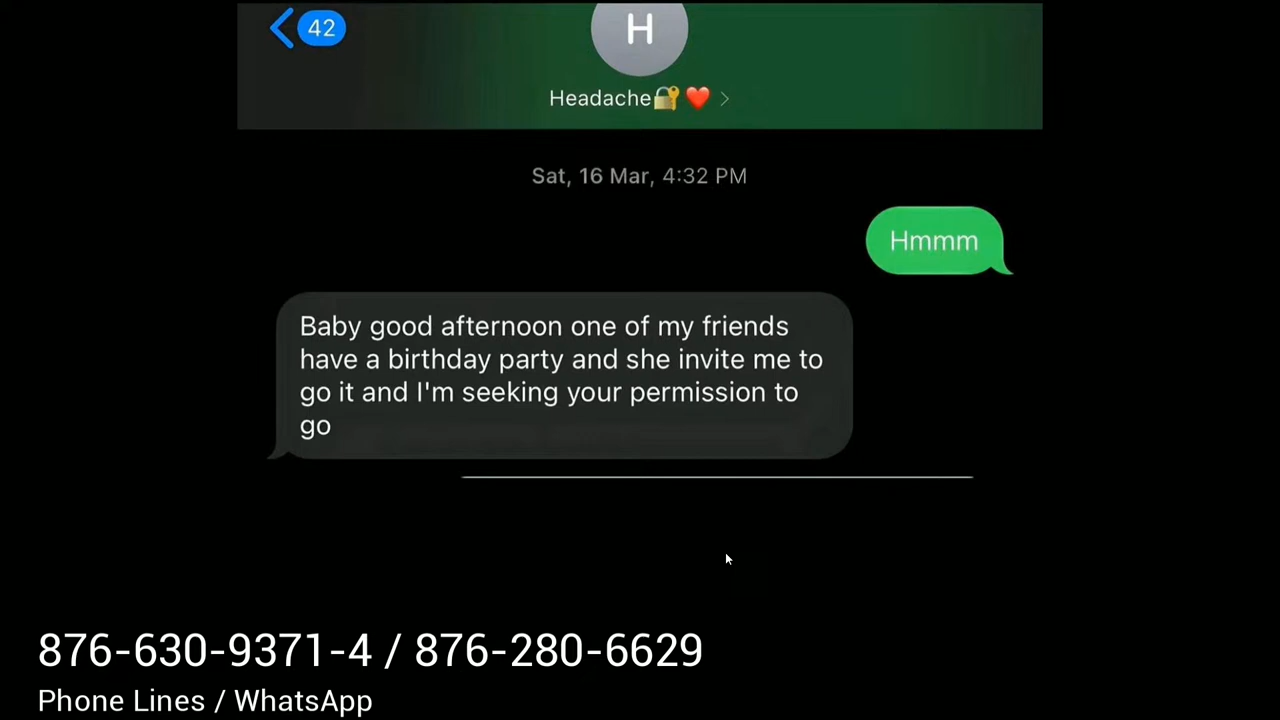 42
H
Headache🔐❤️ >
Sat, 16 Mar, 4:32 PM
Hmmm
Baby good afternoon one of my friends
have a birthday party and she invite me to
go it and I'm seeking your permission to
go
876-630-9371-4 / 876-280-6629
Phone Lines / WhatsApp